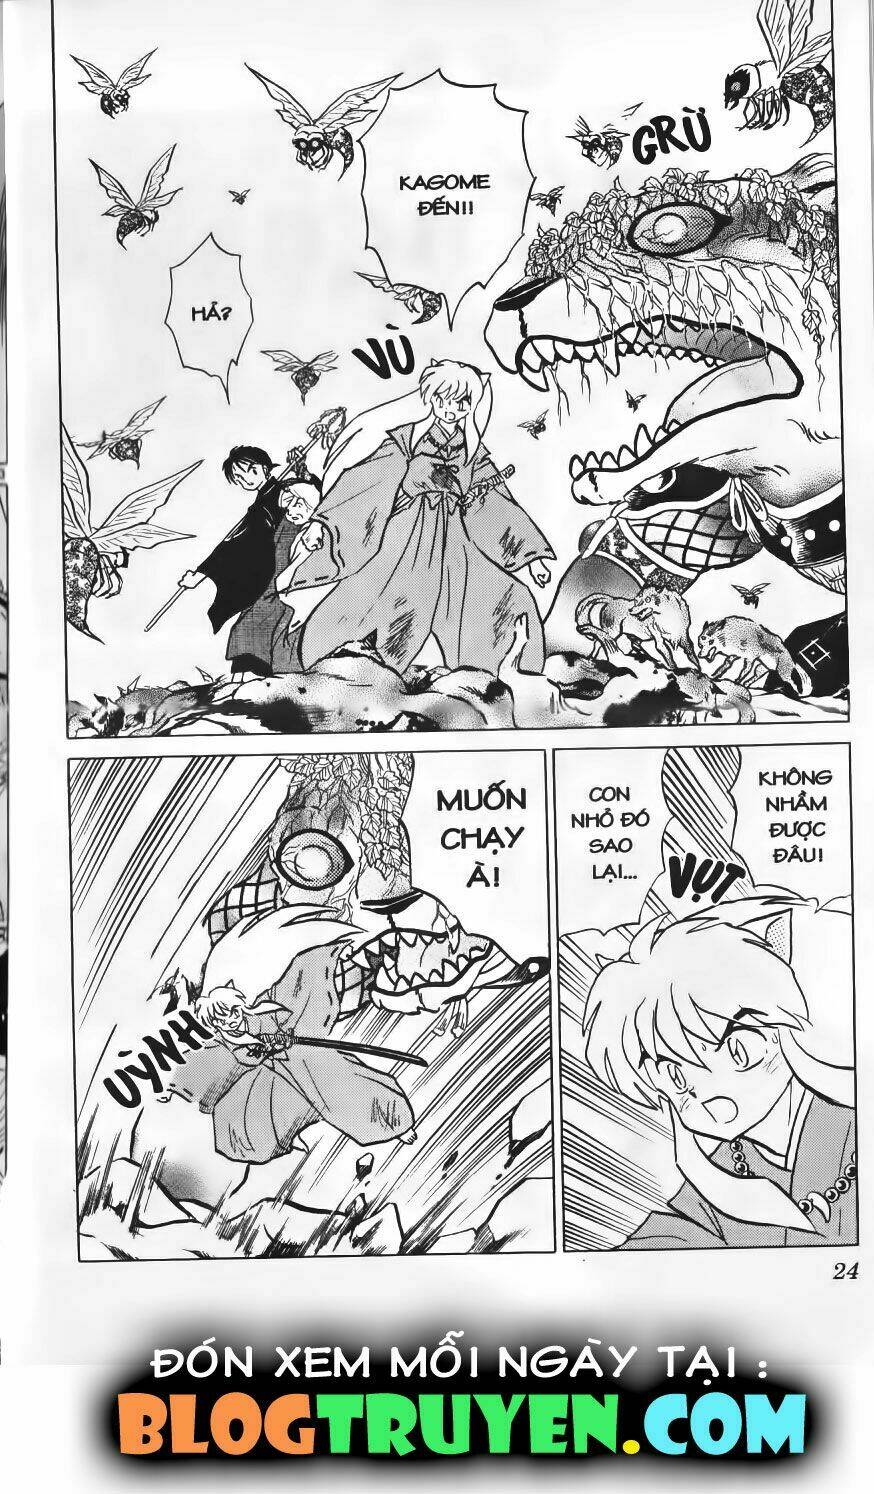 GRỪ
KAGOME
ĐẾN!!
HẢ?
VÙ
KHÔNG
NHẦM
ĐƯỢC
ĐÂU!
CON
NHỎ ĐÓ
SAO
LẠI...
VỤT
MUỐN
CHẠY
À!
UỲNH
24
ĐÓN XEM MỖI NGÀY TẠI :
BLOGTRUYEN.COM